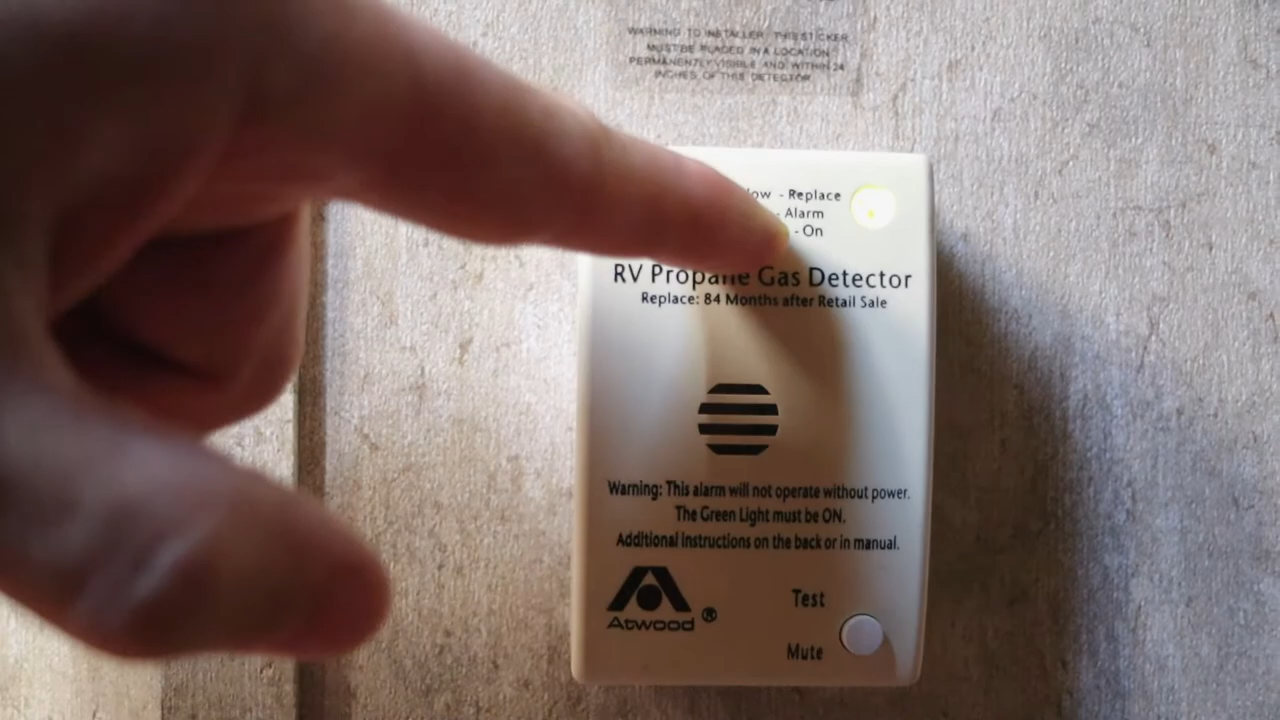 WARNING TO INSTALLER: THIS STICKER
MUST BE PLACED IN A LOCATION
PERMANENTLY VISIBLE AND WITHIN 24
INCHES OF THIS DETECTOR
- Replace
- Alarm
- On
RV Propane Gas Detector
Replace: 84 Months after Retail Sale
Warning: This alarm will not operate without power.
The Green Light must be ON.
Additional Instructions on the back or in manual.
Atwood ®
Test
Mute